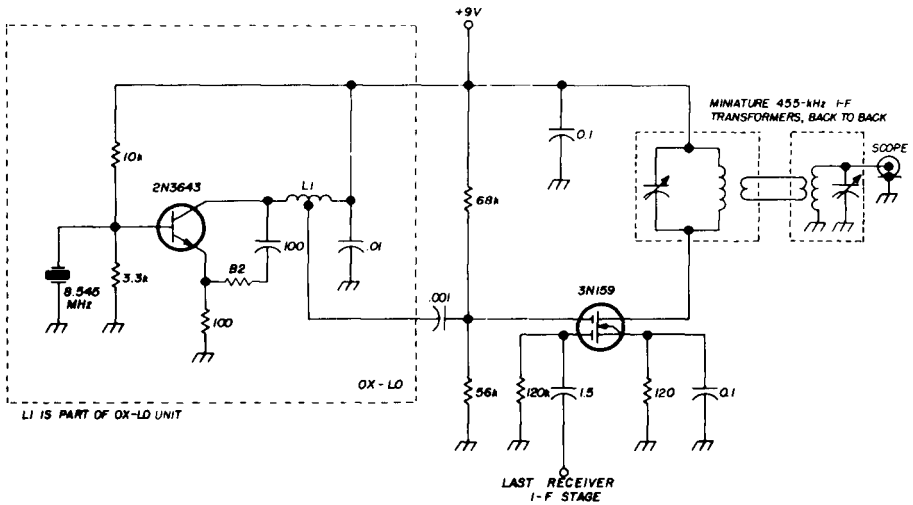 +9V
MINIATURE 455-kHz I-F
TRANSFORMERS, BACK TO BACK
SCOPE
10k
2N3643
L1
0.1
68k
100
.01
82
3.3k
8.545
MHz
100
.001
3N159
OX-LO
56k
120k
1.5
120
0.1
L1 IS PART OF OX-LO UNIT
LAST RECEIVER
I-F STAGE